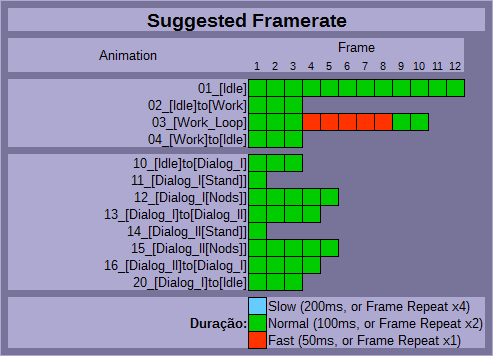 Suggested Framerate
Animation
Frame
1 2 3 4 5 6 7 8 9 10 11 12
01_[Idle]
02_[Idle]to[Work]
03_[Work_Loop]
04_[Work]to[Idle]
10_[Idle]to[Dialog_I]
11_[Dialog_I[Stand]]
12_[Dialog_I[Nods]]
13_[Dialog_I]to[Dialog_II]
14_[Dialog_II[Stand]]
15_[Dialog_II[Nods]]
16_[Dialog_II]to[Dialog_I]
20_[Dialog_I]to[Idle]
Duração:
Slow (200ms, or Frame Repeat x4)
Normal (100ms, or Frame Repeat x2)
Fast (50ms, or Frame Repeat x1)